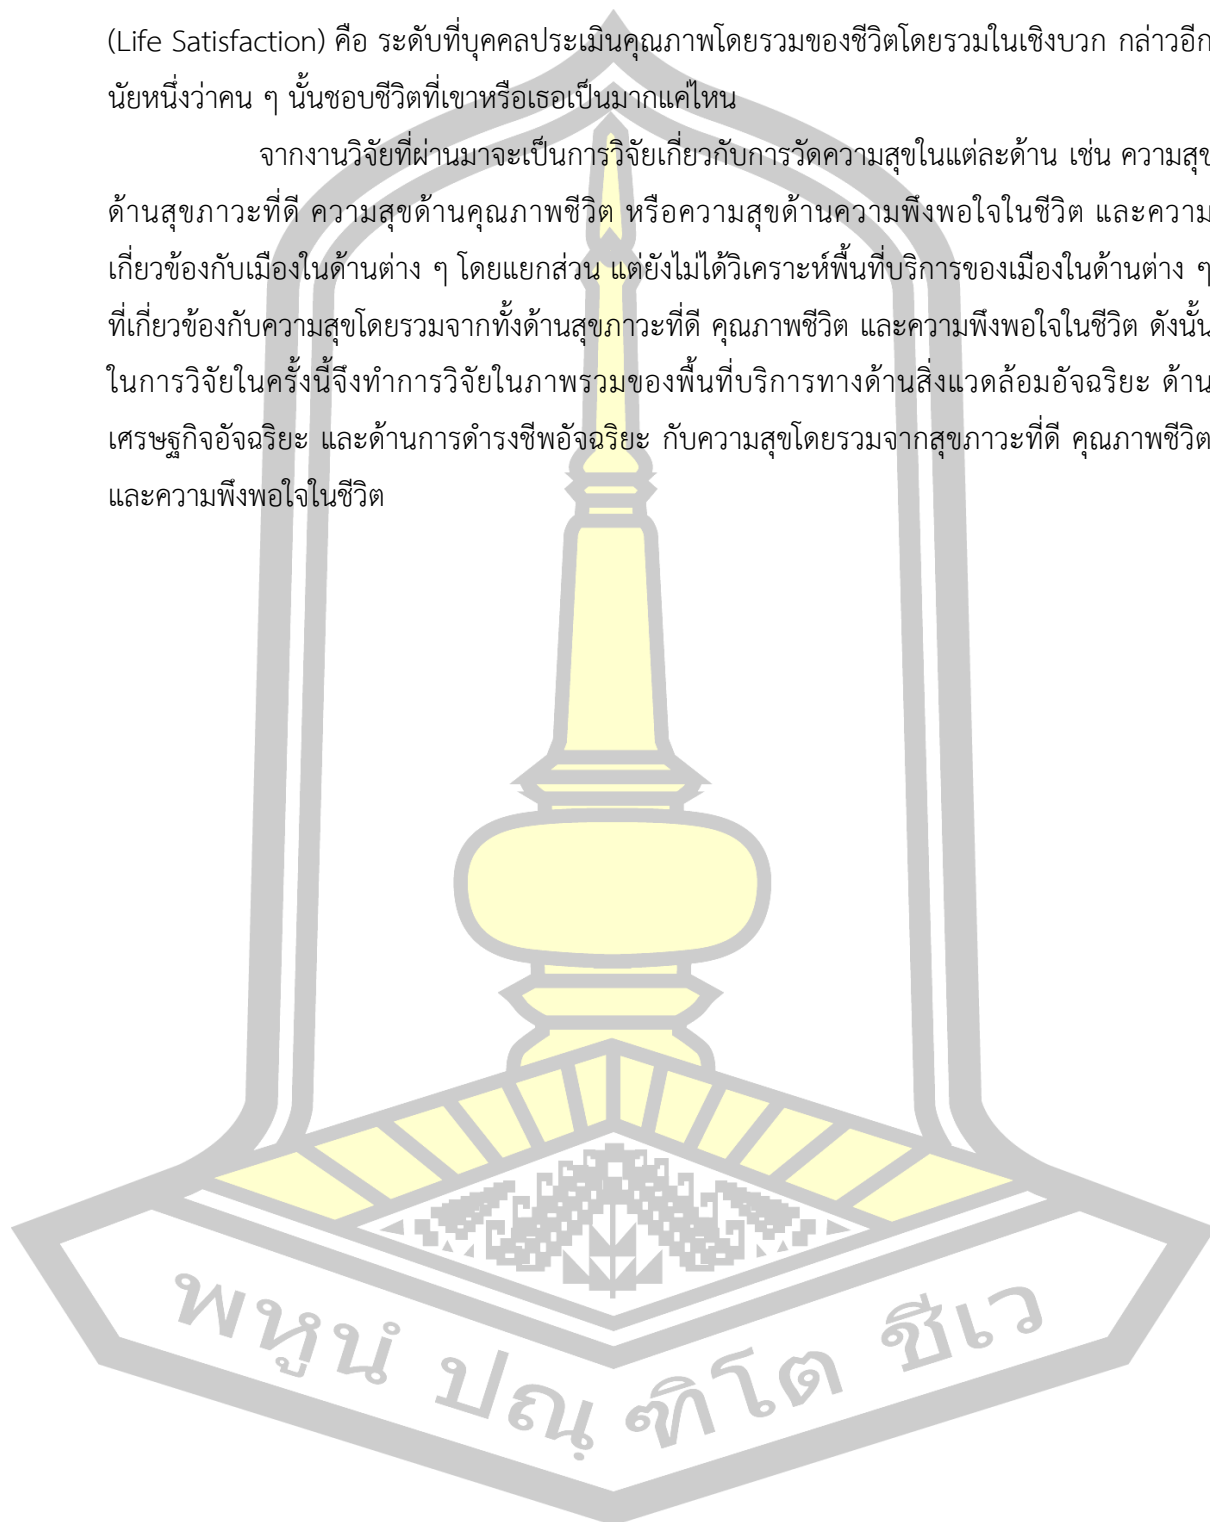 (Life Satisfaction) คือ ระดับที่บุคคลประเมินคุณภาพโดยรวมของชีวิตโดยรวมในเชิงบวก กล่าวอีก
นัยหนึ่งว่าคน ๆ นั้นชอบชีวิตที่เขาหรือเธอเป็นมากแค่ไหน
จากงานวิจัยที่ผ่านมาจะเป็นการวิจัยเกี่ยวกับการวัดความสุขในแต่ละด้าน เช่น ความสุข
ด้านสุขภาวะที่ดี ความสุขด้านคุณภาพชีวิต หรือความสุขด้านความพึงพอใจในชีวิต และความ
เกี่ยวข้องกับเมืองในด้านต่าง ๆ โดยแยกส่วน แต่ยังไม่ได้วิเคราะห์พื้นที่บริการของเมืองในด้านต่าง ๆ
ที่เกี่ยวข้องกับความสุขโดยรวมจากทั้งด้านสุขภาวะที่ดี คุณภาพชีวิต และความพึงพอใจในชีวิต ดังนั้น
ในการวิจัยในครั้งนี้จึงทำการวิจัยในภาพรวมของพื้นที่บริการทางด้านสิ่งแวดล้อมอัจฉริยะ ด้าน
เศรษฐกิจอัจฉริยะ และด้านการดำรงชีพอัจฉริยะ กับความสุขโดยรวมจากสุขภาวะที่ดี คุณภาพชีวิต
และความพึงพอใจในชีวิต
พหูนํ ปณฺฑิโต ชีเว